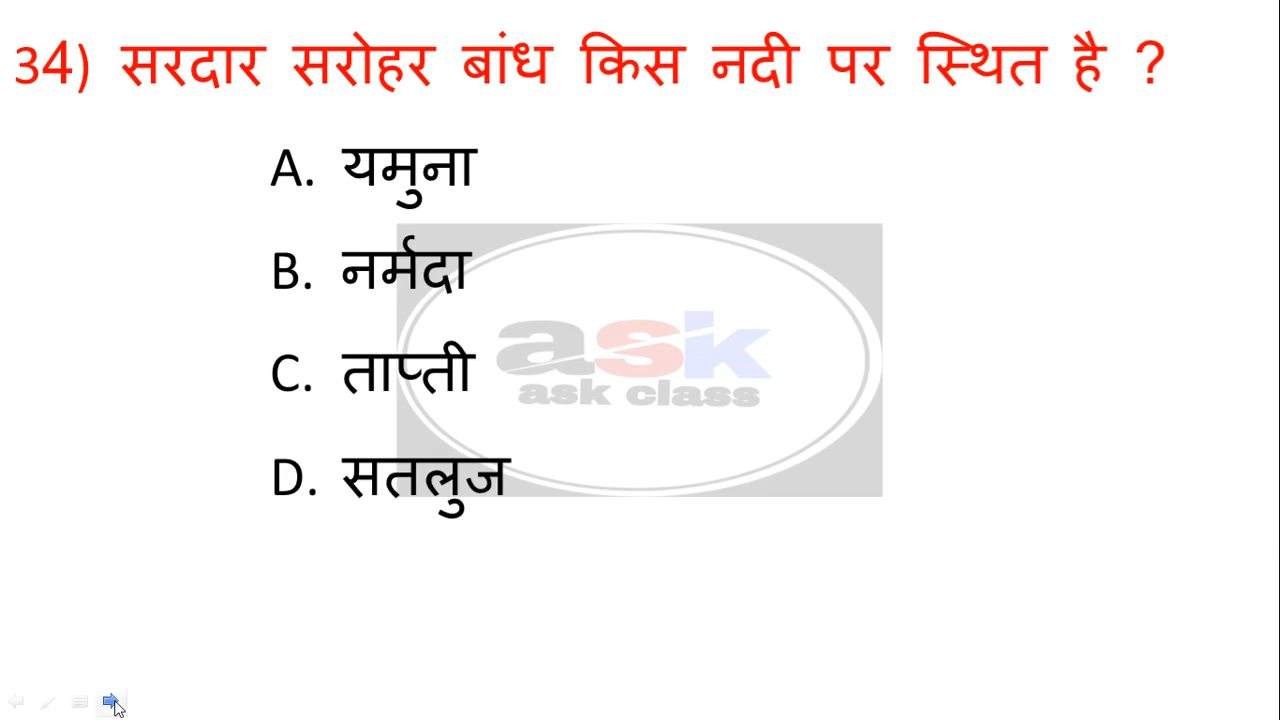 34) सरदार सरोहर बांध किस नदी पर स्थित है ?
A. यमुना
B. नर्मदा
C. ताप्ती
D. सतलुज
ask
ask class